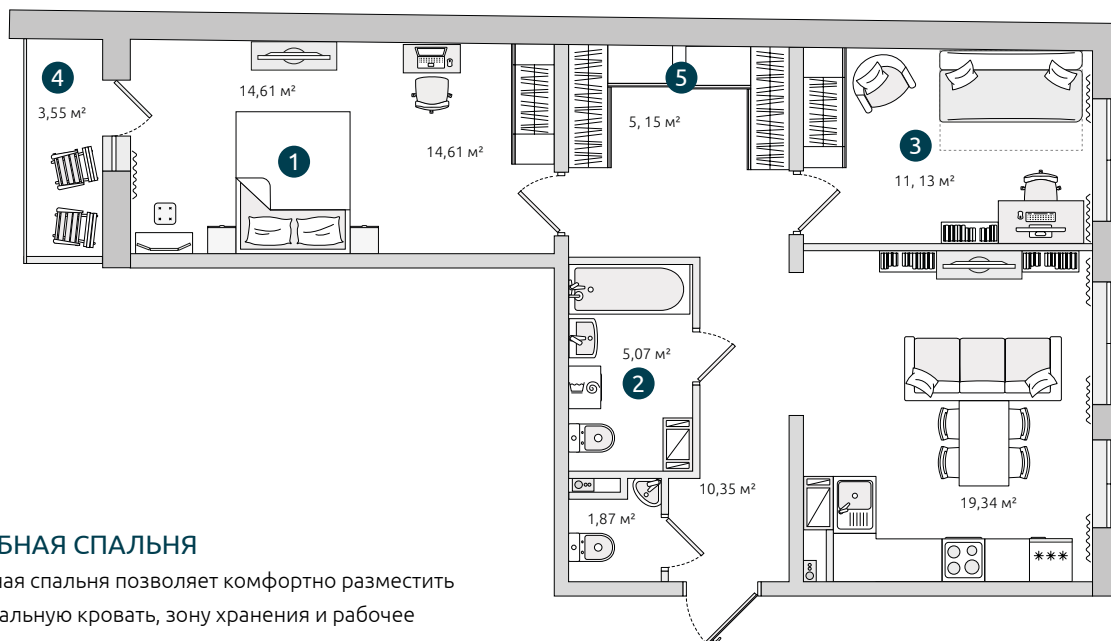 4
3,55 м²
14,61 м²
1
14,61 м²
5
5, 15 м²
3
11, 13 м²
5,07 м²
2
10,35 м²
1,87 м²
19,34 м²
***
БНАЯ СПАЛЬНЯ
ная спальня позволяет комфортно разместить
альную кровать, зону хранения и рабочее